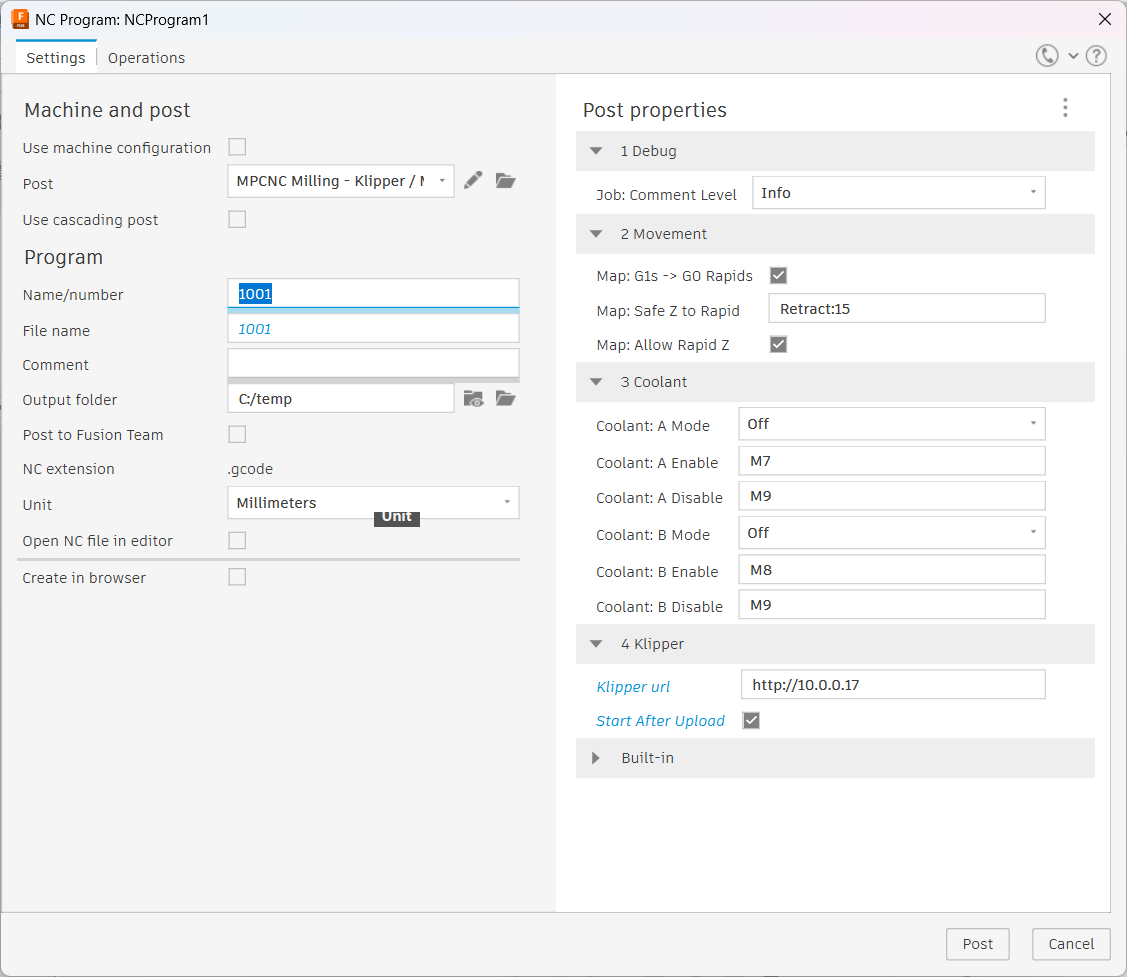 NC Program: NCProgram1
Settings
Operations
Machine and post
Use machine configuration
Post
MPCNC Milling - Klipper /
Use cascading post
Program
Name/number
1001
File name
1001
Comment
Output folder
C:/temp
Post to Fusion Team
NC extension
.gcode
Unit
Millimeters
Unit
Open NC file in editor
Create in browser
Post properties
1 Debug
Job: Comment Level
Info
2 Movement
Map: G1s -> G0 Rapids
Map: Safe Z to Rapid
Retract:15
Map: Allow Rapid Z
3 Coolant
Coolant: A Mode
Off
Coolant: A Enable
M7
Coolant: A Disable
M9
Coolant: B Mode
Off
Coolant: B Enable
M8
Coolant: B Disable
M9
4 Klipper
Klipper url
http://10.0.0.17
Start After Upload
Built-in
Post
Cancel